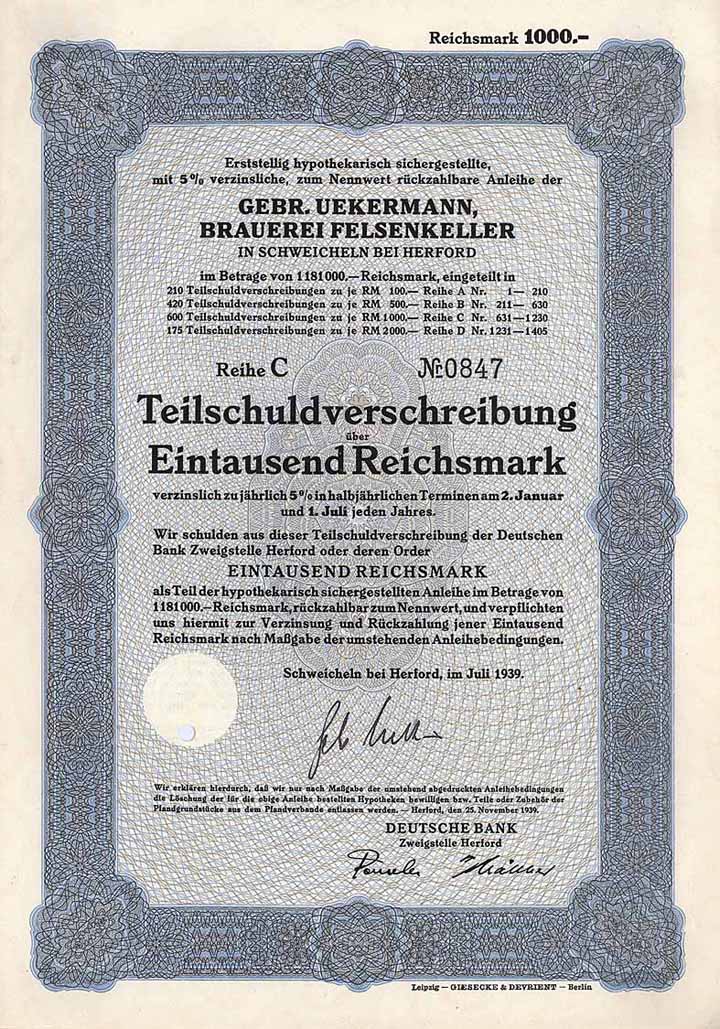 Reichsmark 1000.–
Erststellig hypothekarisch sichergestellte,
mit 5% verzinsliche, zum Nennwert rückzahlbare Anleihe der
GEBR. UEKERMANN,
BRAUEREI FELSENKELLER
IN SCHWEICHELN BEI HERFORD
im Betrage von 1181000.—Reichsmark, eingeteilt in
210 Teilschuldverschreibungen zu je RM 100.— Reihe A Nr. 1— 210
420 Teilschuldverschreibungen zu je RM 500.— Reihe B Nr. 211— 630
600 Teilschuldverschreibungen zu je RM 1000.— Reihe C Nr. 631—1230
175 Teilschuldverschreibungen zu je RM 2000.— Reihe D Nr. 1231—1405
Reihe C № 0847
Teilschuldverschreibung
über
Eintausend Reichsmark
verzinslich zu jährlich 5% in halbjährlichen Terminen am 2. Januar
und 1. Juli jeden Jahres.
Wir schulden aus dieser Teilschuldverschreibung der Deutschen
Bank Zweigstelle Herford oder deren Order
EINTAUSEND REICHSMARK
als Teil der hypothekarisch sichergestellten Anleihe im Betrage von
1181000.—Reichsmark, rückzahlbar zum Nennwert, und verpflichten
uns hiermit zur Verzinsung und Rückzahlung jener Eintausend
Reichsmark nach Maßgabe der umstehenden Anleihebedingungen.
Schweicheln bei Herford, im Juli 1939.
Wir erklären hierdurch, daß wir nur nach Maßgabe der umstehend abgedruckten Anleihebedingungen
die Löschung der für die obige Anleihe bestellten Hypotheken bewilligen bzw. Teile oder Zubehör der
Pfandgrundstücke aus dem Pfandverbande entlassen werden. — Herford, den 25. November 1939.
DEUTSCHE BANK
Zweigstelle Herford
Leipzig — GIESECKE & DEVRIENT — Berlin